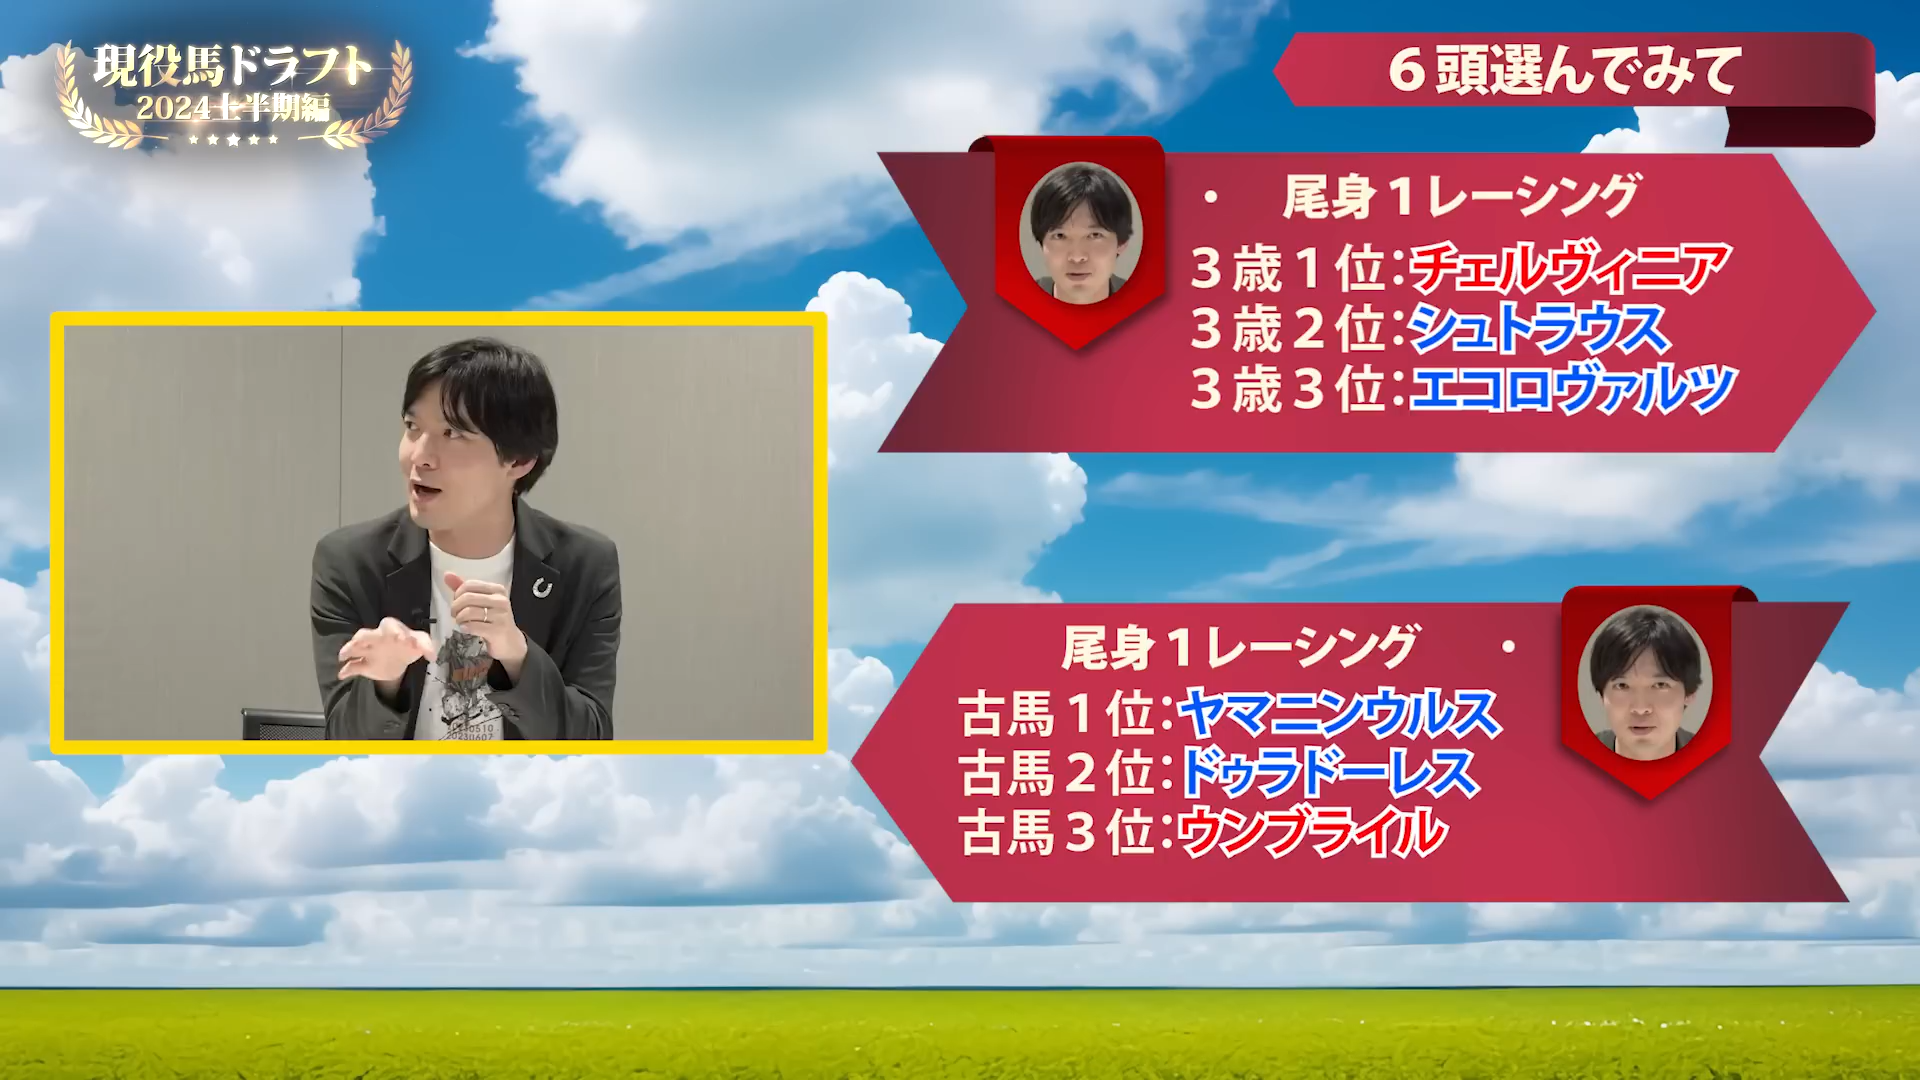 現役馬ドラフト
2024上半期編
6頭選んでみて
・ 尾身1レーシング
3歳1位:チェルヴィニア
3歳2位:シュトラウス
3歳3位:エコロヴァルツ
尾身1レーシング ・
古馬1位:ヤマニンウルス
古馬2位:ドゥラドーレス
古馬3位:ウンブライル
20230607